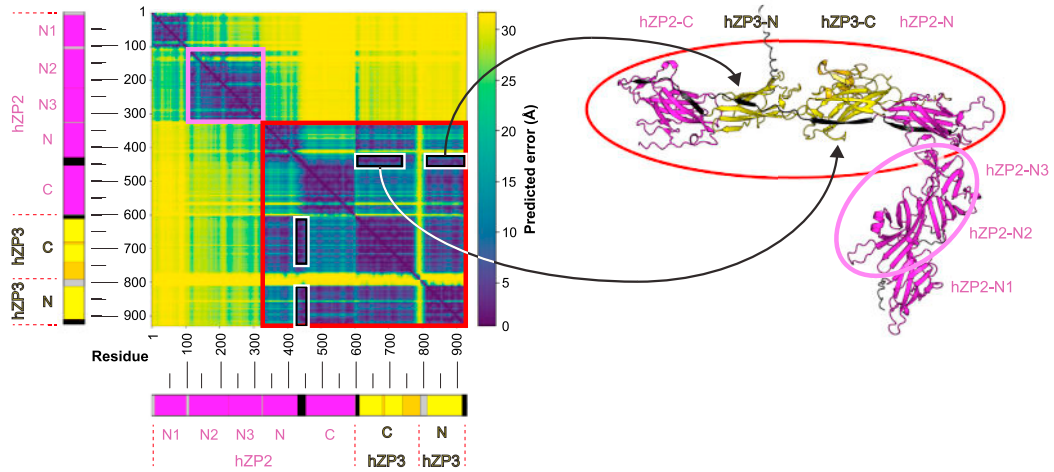 hZP2
N1
N2
N3
N
C
hZP3
C
hZP3
N
1
100
200
300
400
500
600
700
800
900
Residue
1
100
200
300
400
500
600
700
800
900
N1 N2 N3 N C C N
hZP2 hZP3 hZP3
30
25
20
15
10
5
0
Predicted error (Å)
hZP2-C hZP3-N hZP3-C hZP2-N
hZP2-N3
hZP2-N2
hZP2-N1